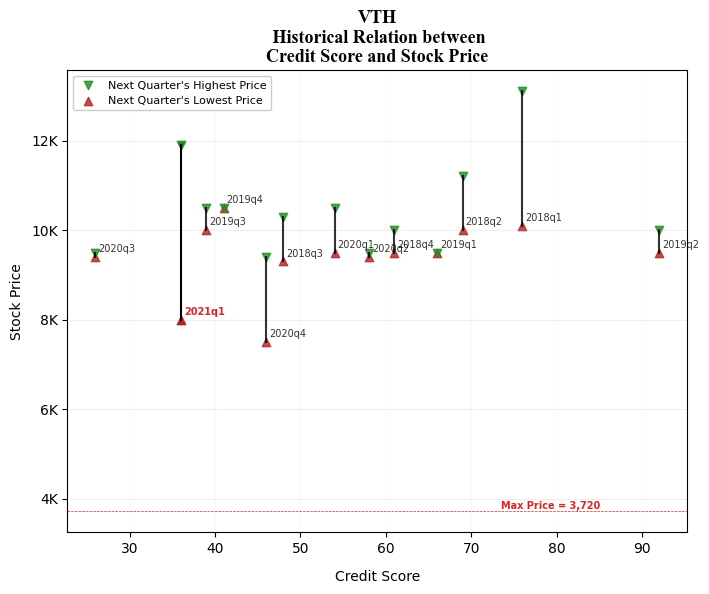 VTH
Historical Relation between
Credit Score and Stock Price
Next Quarter's Highest Price
Next Quarter's Lowest Price
12K
10K
8K
6K
4K
Stock Price
2020q3
2021q1
2019q3
2019q4
2020q4
2018q3
2020q1
2020q2
2018q4
2019q1
2018q2
2018q1
2019q2
Max Price = 3,720
30 40 50 60 70 80 90
Credit Score